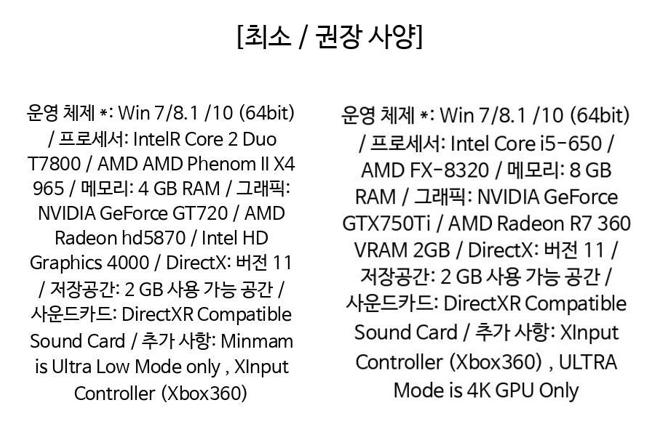 [최소 / 권장 사양]
운영 체제 *: Win 7/8.1 /10 (64bit)
/ 프로세서: IntelR Core 2 Duo
T7800 / AMD AMD Phenom II X4
965 / 메모리: 4 GB RAM / 그래픽:
NVIDIA GeForce GT720 / AMD
Radeon hd5870 / Intel HD
Graphics 4000 / DirectX: 버전 11
/ 저장공간: 2 GB 사용 가능 공간 /
사운드카드: DirectXR Compatible
Sound Card / 추가 사항: Minmam
is Ultra Low Mode only , XInput
Controller (Xbox360)
운영 체제 *: Win 7/8.1 /10 (64bit)
/ 프로세서: Intel Core i5-650 /
AMD FX-8320 / 메모리: 8 GB
RAM / 그래픽: NVIDIA GeForce
GTX750Ti / AMD Radeon R7 360
VRAM 2GB / DirectX: 버전 11 /
저장공간: 2 GB 사용 가능 공간 /
사운드카드: DirectXR Compatible
Sound Card / 추가 사항: XInput
Controller (Xbox360) , ULTRA
Mode is 4K GPU Only